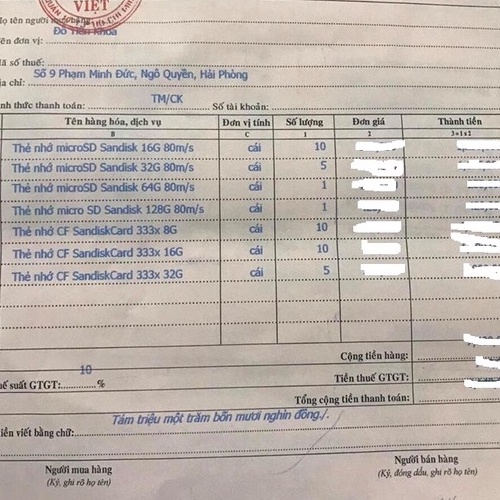 VIỆT
Họ tên người mua hàng:
Đỗ Tiến Khoa
Tên đơn vị:
Mã số thuế:
Số 9 Phạm Minh Đức, Ngô Quyền, Hải Phòng
Địa chỉ:
TM/CK
thức thanh toán: Số tài khoản:
Tên hàng hóa, dịch vụ Đơn vị tính Số lượng Đơn giá Thành tiền
B C 1 2 3=1x2
Thẻ nhớ microSD Sandisk 16G 80m/s cái 10
Thẻ nhớ microSD Sandisk 32G 80m/s cái 5
Thẻ nhớ microSD Sandisk 64G 80m/s cái 1
Thẻ nhớ micro SD Sandisk 128G 80m/s cái 1
Thẻ nhớ CF SandiskCard 333x 8G cái 10
Thẻ nhớ CF SandiskCard 333x 16G cái 10
Thẻ nhớ CF SandiskCard 333x 32G cái 5
Cộng tiền hàng:
10
suất GTGT: % Tiền thuế GTGT:
Tổng cộng tiền thanh toán:
Tám triệu một trăm bốn mươi nghìn đồng./.
tiền viết bằng chữ:
Người mua hàng Người bán hàng
(Ký, ghi rõ họ tên) (Ký, đóng dấu, ghi rõ họ tên)